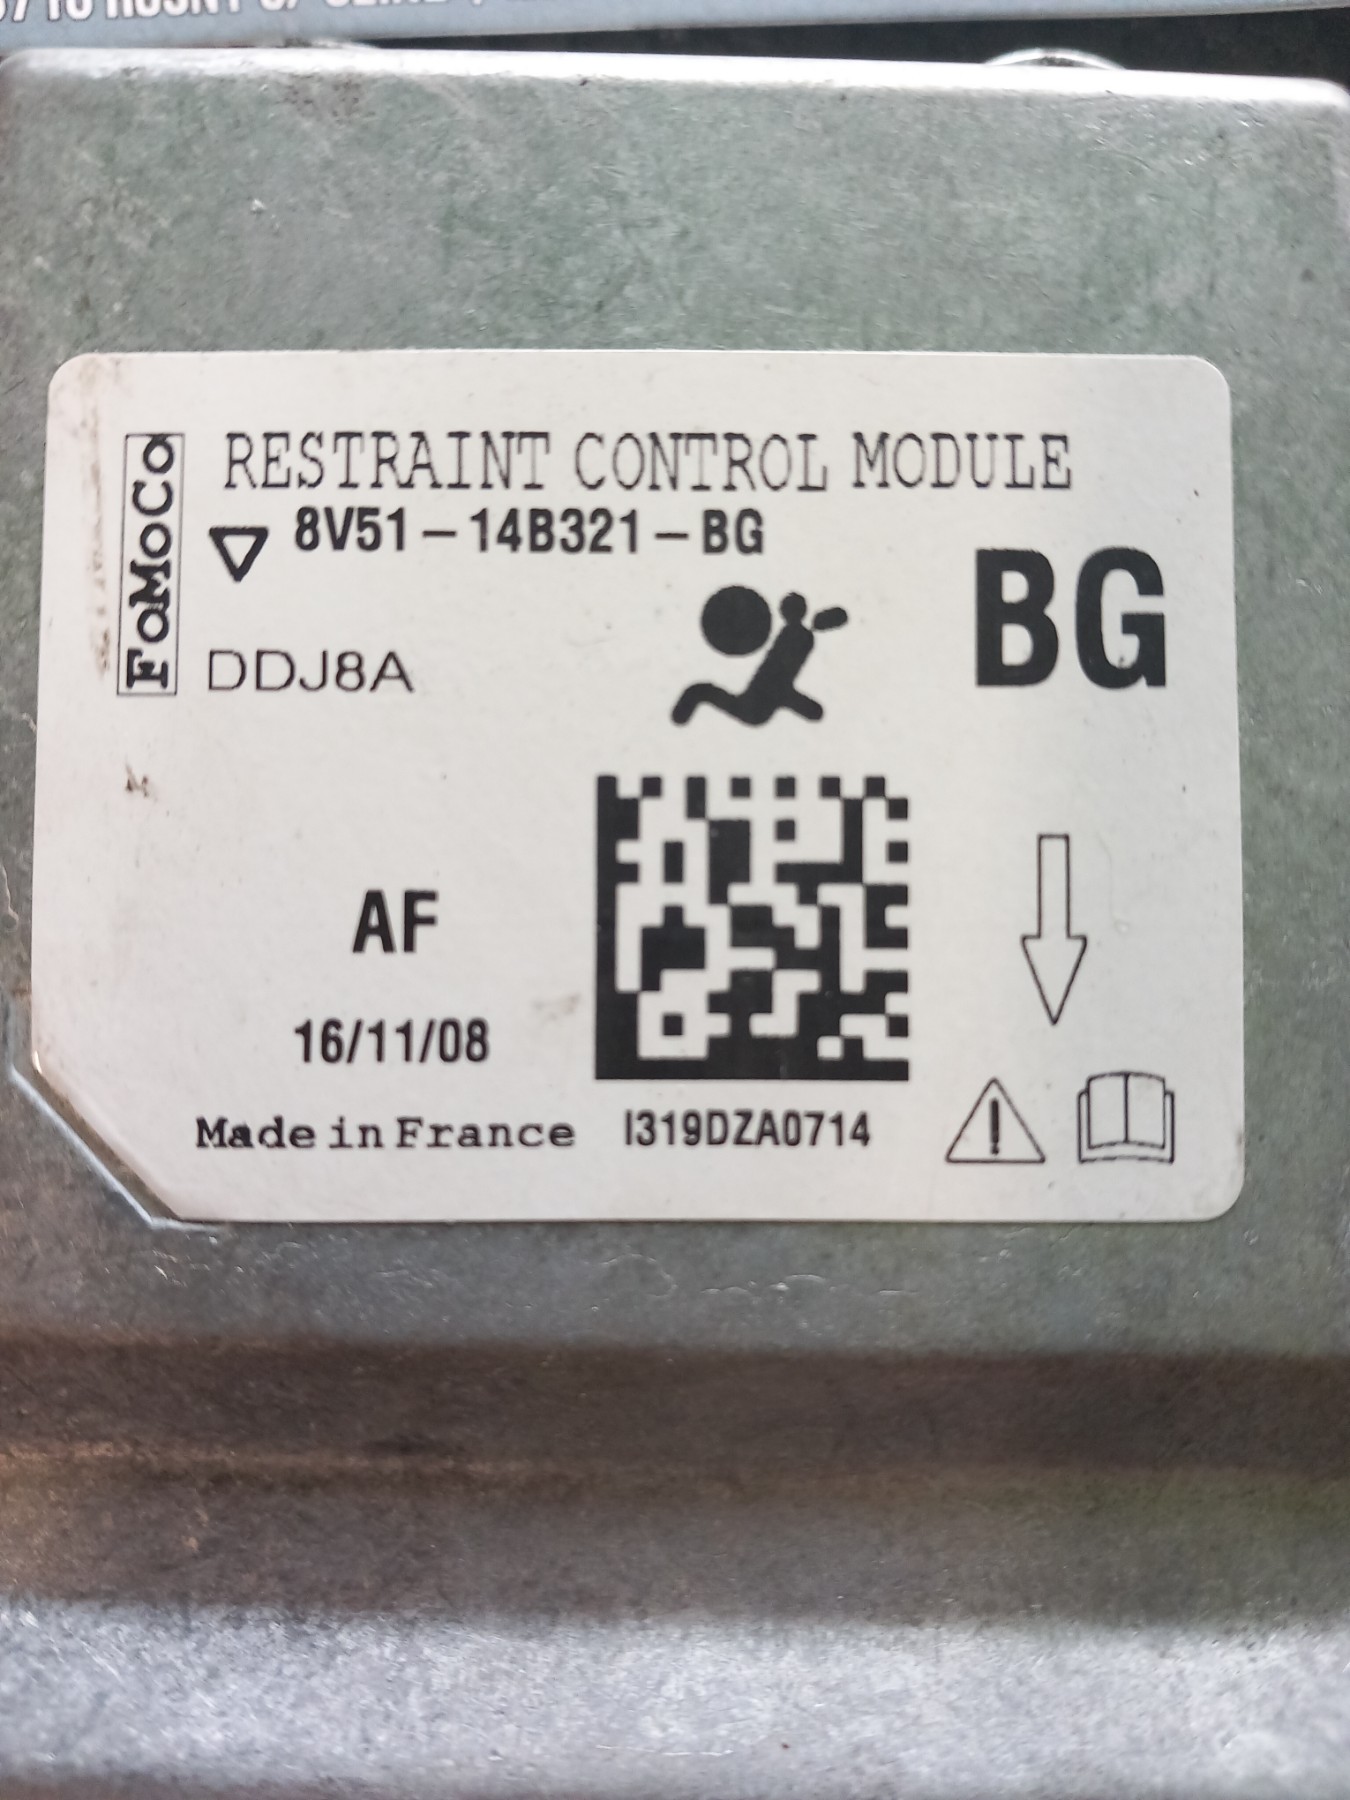 RESTRAINT CONTROL MODULE
FoMoCo
8V51-14B321-BG
BG
DDJ8A
AF
16/11/08
Made in France
I319DZA0714